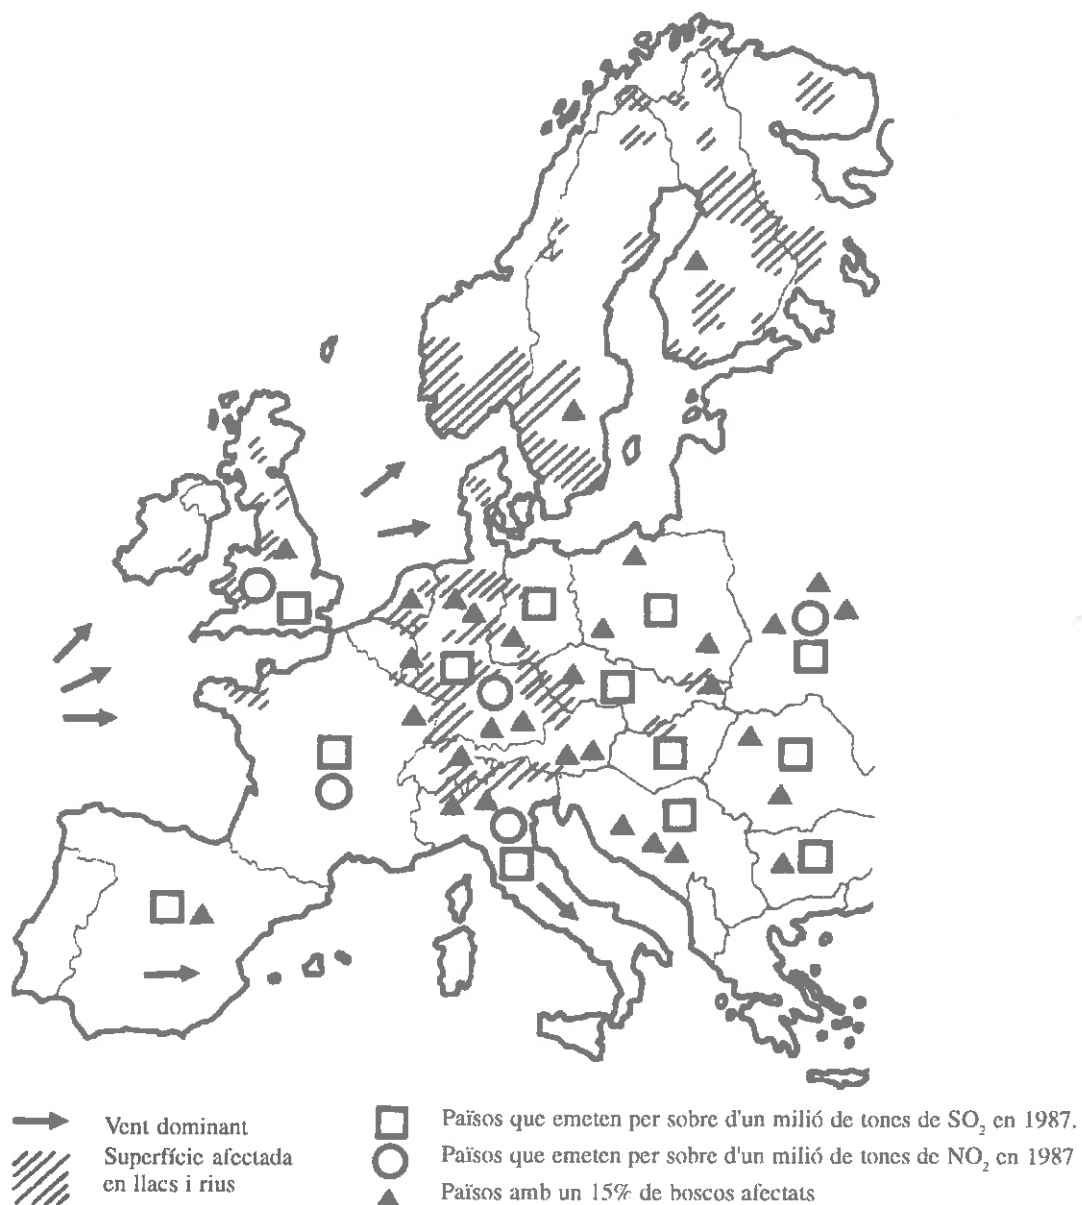 Vent dominant
Superfície afectada
en llacs i rius
Països que emeten per sobre d'un milió de tones de SO₂ en 1987.
Països que emeten per sobre d'un milió de tones de NO₂ en 1987
Països amb un 15% de boscos afectats